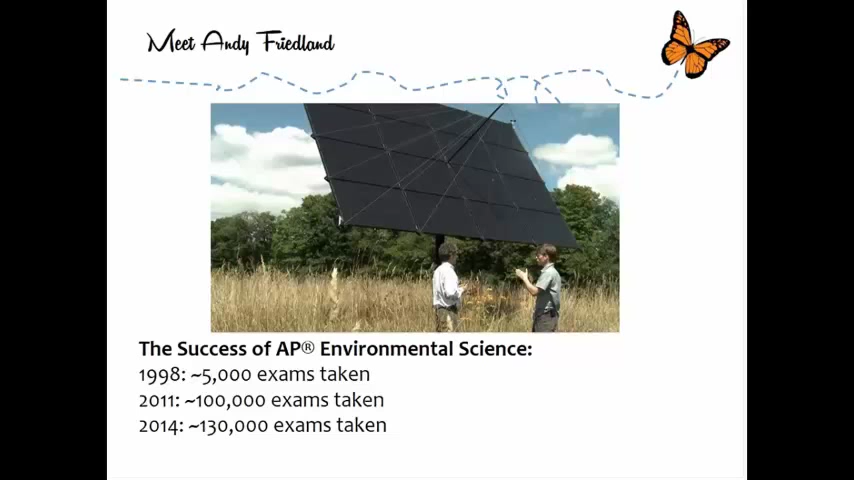 Meet Andy Friedland
The Success of AP® Environmental Science:
1998: ~5,000 exams taken
2011: ~100,000 exams taken
2014: ~130,000 exams taken